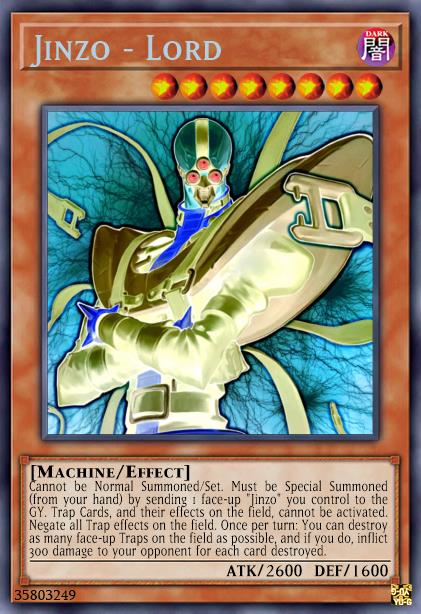 Jinzo - Lord
DARK
闇
[Machine/Effect]
Cannot be Normal Summoned/Set. Must be Special Summoned
(from your hand) by sending 1 face-up "Jinzo" you control to the
GY. Trap Cards, and their effects on the field, cannot be activated.
Negate all Trap effects on the field. Once per turn: You can destroy
as many face-up Traps on the field as possible, and if you do, inflict
300 damage to your opponent for each card destroyed.
ATK/2600 DEF/1600
35803249